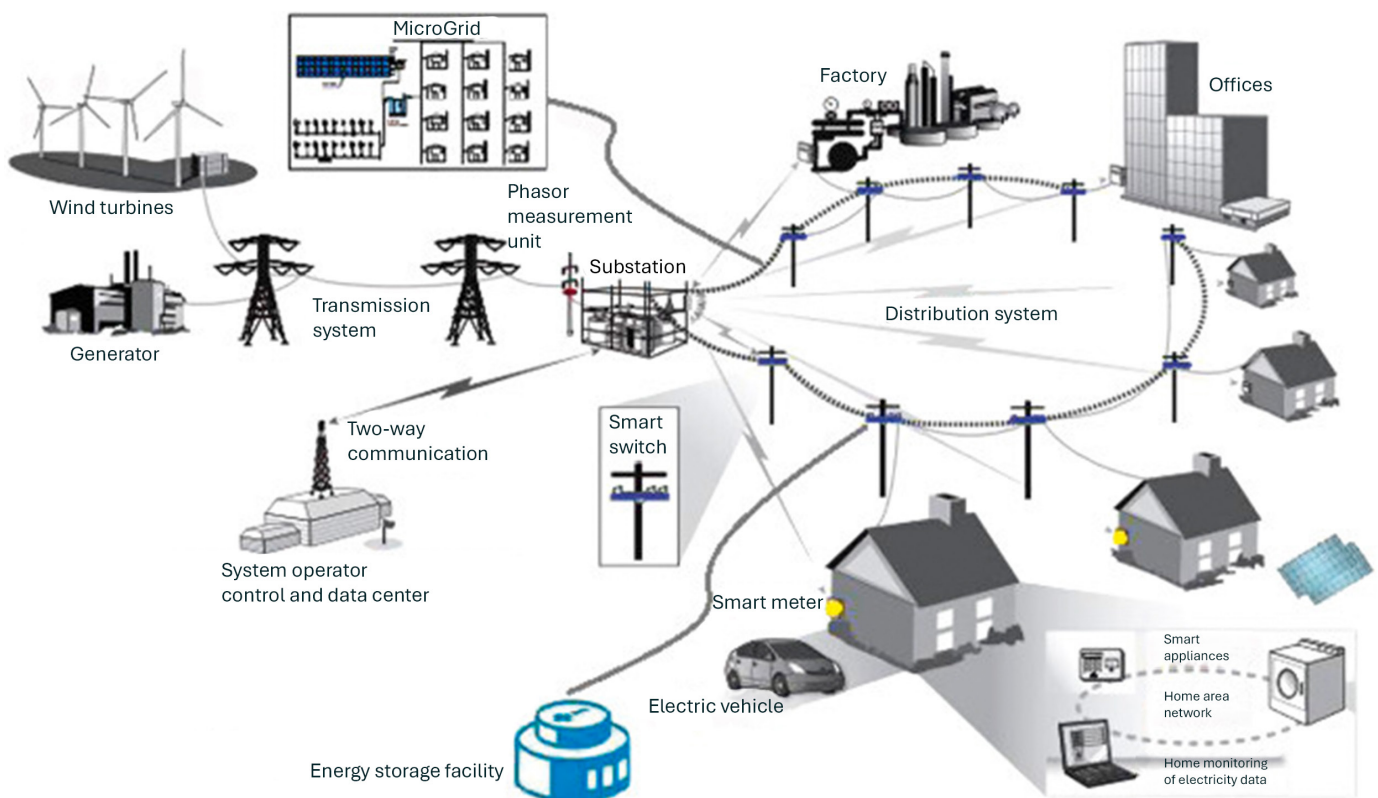 MicroGrid
Factory
Offices
Wind turbines
Phasor
measurement
unit
Substation
Transmission
system
Generator
Distribution system
Smart
switch
Two-way
communication
System operator
control and data center
Smart meter
Electric vehicle
Energy storage facility
Smart
appliances
Home area
network
Home monitoring
of electricity data